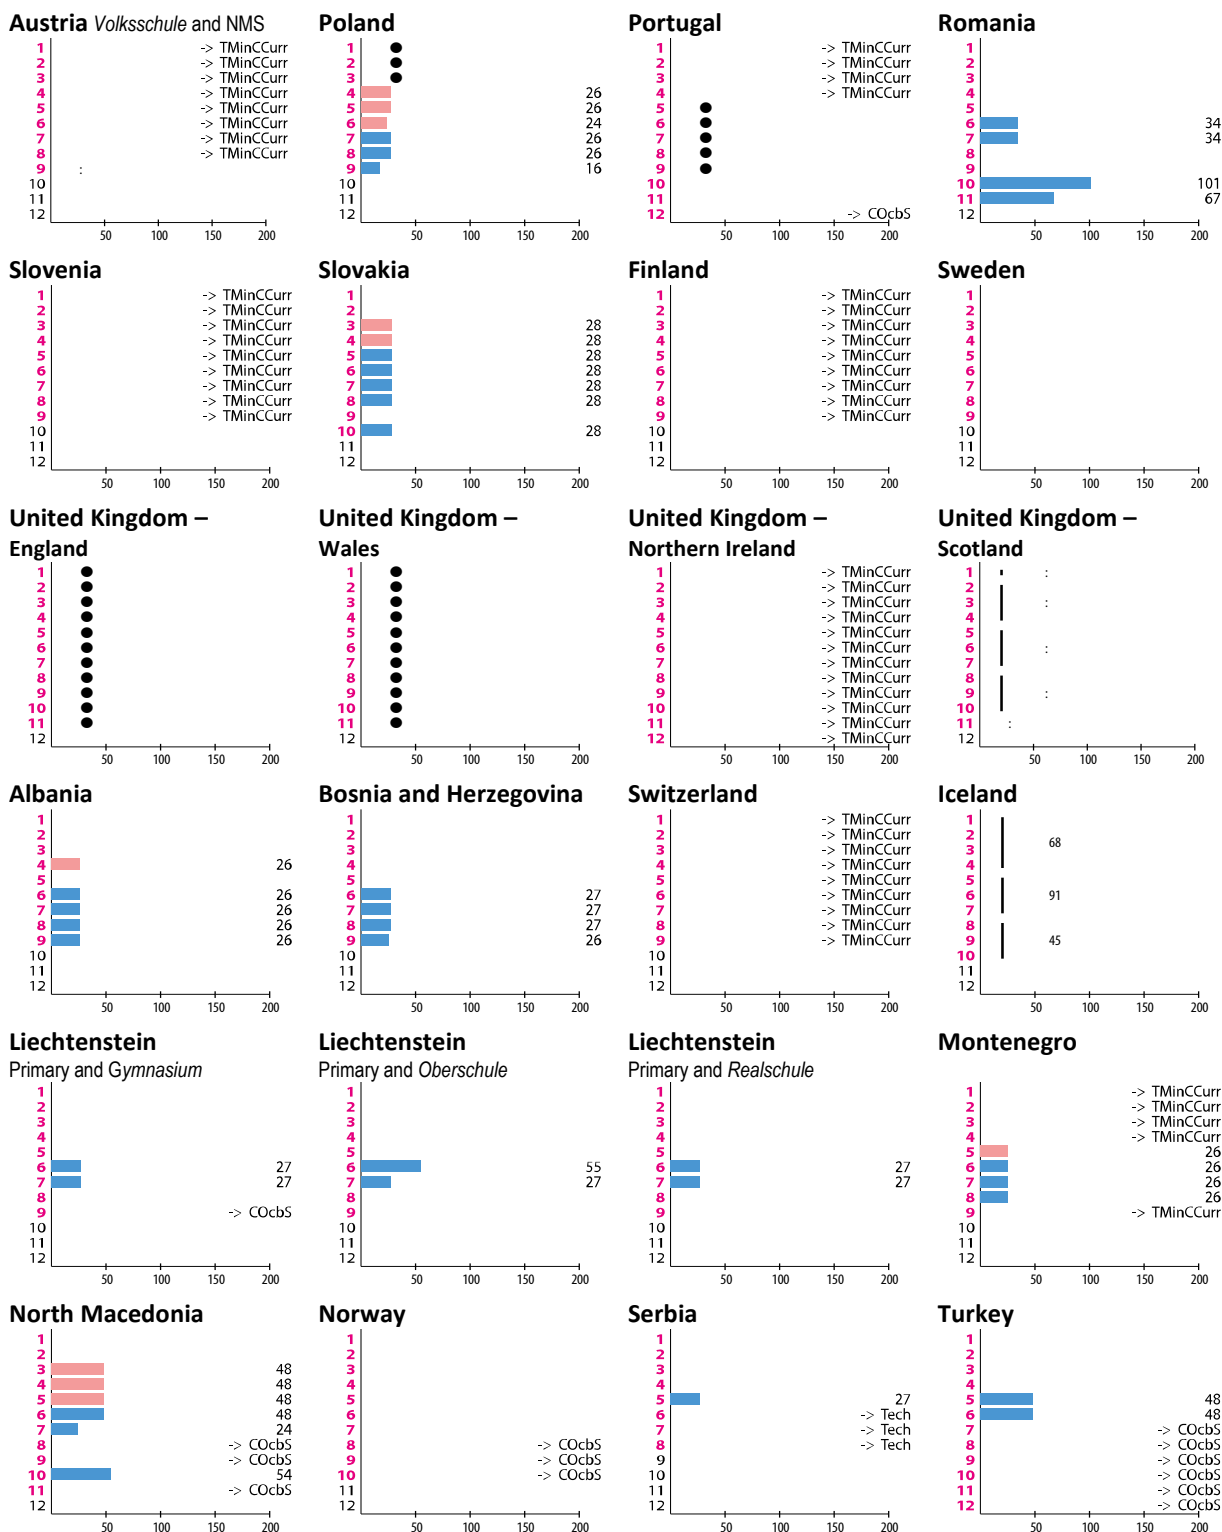 Austria Volksschule and NMS
1 -> TMinCCurr
2 -> TMinCCurr
3 -> TMinCCurr
4 -> TMinCCurr
5 -> TMinCCurr
6 -> TMinCCurr
7 -> TMinCCurr
8 -> TMinCCurr
9 :
10
11
12
50 100 150 200
Poland
1
2
3
4 26
5 26
6 24
7 26
8 26
9 16
10
11
12
50 100 150 200
Portugal
1 -> TMinCCurr
2 -> TMinCCurr
3 -> TMinCCurr
4 -> TMinCCurr
5
6
7
8
9
10
11
12 -> COcbS
50 100 150 200
Romania
1
2
3
4
5
6 34
7 34
8
9
10 101
11 67
12
50 100 150 200
Slovenia
1 -> TMinCCurr
2 -> TMinCCurr
3 -> TMinCCurr
4 -> TMinCCurr
5 -> TMinCCurr
6 -> TMinCCurr
7 -> TMinCCurr
8 -> TMinCCurr
9 -> TMinCCurr
10
11
12
50 100 150 200
Slovakia
1
2
3 28
4 28
5 28
6 28
7 28
8 28
9
10 28
11
12
50 100 150 200
Finland
1 -> TMinCCurr
2 -> TMinCCurr
3 -> TMinCCurr
4 -> TMinCCurr
5 -> TMinCCurr
6 -> TMinCCurr
7 -> TMinCCurr
8 -> TMinCCurr
9 -> TMinCCurr
10
11
12
50 100 150 200
Sweden
1
2
3
4
5
6
7
8
9
10
11
12
50 100 150 200
United Kingdom –
England
1
2
3
4
5
6
7
8
9
10
11
12
50 100 150 200
United Kingdom –
Wales
1
2
3
4
5
6
7
8
9
10
11
12
50 100 150 200
United Kingdom –
Northern Ireland
1 -> TMinCCurr
2 -> TMinCCurr
3 -> TMinCCurr
4 -> TMinCCurr
5 -> TMinCCurr
6 -> TMinCCurr
7 -> TMinCCurr
8 -> TMinCCurr
9 -> TMinCCurr
10 -> TMinCCurr
11 -> TMinCCurr
12 -> TMinCCurr
50 100 150 200
United Kingdom –
Scotland
1 :
2
3 :
4
5
6 :
7
8
9 :
10
11 :
12
50 100 150 200
Albania
1
2
3
4 26
5
6 26
7 26
8 26
9 26
10
11
12
50 100 150 200
Bosnia and Herzegovina
1
2
3
4
5
6 27
7 27
8 27
9 26
10
11
12
50 100 150 200
Switzerland
1 -> TMinCCurr
2 -> TMinCCurr
3 -> TMinCCurr
4 -> TMinCCurr
5 -> TMinCCurr
6 -> TMinCCurr
7 -> TMinCCurr
8 -> TMinCCurr
9 -> TMinCCurr
10
11
12
50 100 150 200
Iceland
1
2
68
3
4
5
6 91
7
8
9 45
10
11
12
50 100 150 200
Liechtenstein
Primary and Gymnasium
1
2
3
4
5
6 27
7 27
8
9 -> COcbS
10
11
12
50 100 150 200
Liechtenstein
Primary and Oberschule
1
2
3
4
5
6 55
7 27
8
9
10
11
12
50 100 150 200
Liechtenstein
Primary and Realschule
1
2
3
4
5
6 27
7 27
8
9
10
11
12
50 100 150 200
Montenegro
1 -> TMinCCurr
2 -> TMinCCurr
3 -> TMinCCurr
4 -> TMinCCurr
5 26
6 26
7 26
8 26
9 -> TMinCCurr
10
11
12
50 100 150 200
North Macedonia
1
2
3 48
4 48
5 48
6 48
7 24
8 -> COcbS
9 -> COcbS
10 54
11 -> COcbS
12
50 100 150 200
Norway
1
2
3
4
5
6
7
8 -> COcbS
9 -> COcbS
10 -> COcbS
11
12
50 100 150 200
Serbia
1
2
3
4
5 27
6 -> Tech
7 -> Tech
8 -> Tech
9
10
11
12
50 100 150 200
Turkey
1
2
3
4
5 48
6 48
7 -> COcbS
8 -> COcbS
9 -> COcbS
10 -> COcbS
11 -> COcbS
12 -> COcbS
50 100 150 200